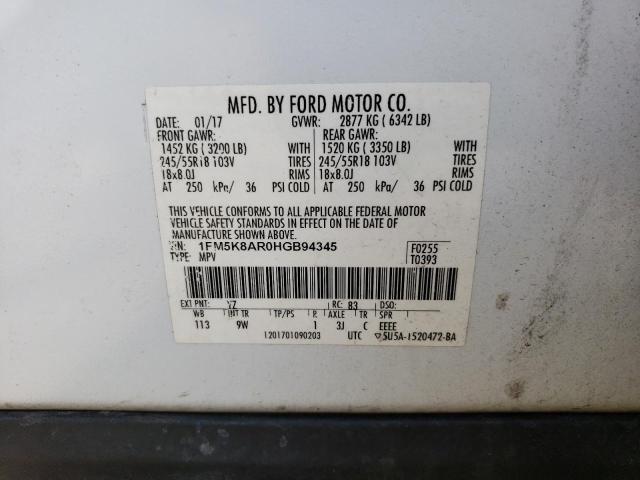 MFD. BY FORD MOTOR CO.
DATE: 01/17 GVWR: 2877 KG ( 6342 LB)
FRONT GAWR: REAR GAWR:
1452 KG ( 3200 LB) WITH 1520 KG ( 3350 LB) WITH
245/55R18 103V TIRES 245/55R18 103V TIRES
18x8.0J RIMS 18x8.0J RIMS
AT 250 kPa/ 36 PSI COLD AT 250 kPa/ 36 PSI COLD
THIS VEHICLE CONFORMS TO ALL APPLICABLE FEDERAL MOTOR
VEHICLE SAFETY STANDARDS IN EFFECT ON THE DATE OF
MANUFACTURE SHOWN ABOVE.
VIN: 1FM5K8AR0HGB94345 F0255
TYPE: MPV T0393
EXT PNT: YZ RC: 83 DSO:
WB INT TR TP/PS R AXLE TR SPR
113 9W 1 3J C EEEE
1201701090203 UTC ▽5U5A-1520472-BA